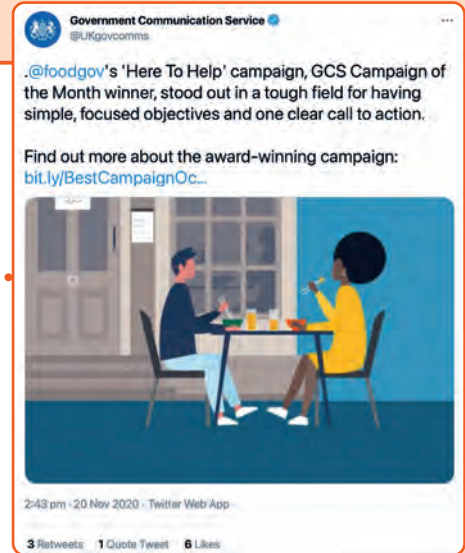 Government Communication Service
@UKgovcomms
.@foodgov's 'Here To Help' campaign, GCS Campaign of
the Month winner, stood out in a tough field for having
simple, focused objectives and one clear call to action.
Find out more about the award-winning campaign:
bit.ly/BestCampaignOc...
2:43 pm · 20 Nov 2020 · Twitter Web App
3 Retweets 1 Quote Tweet 6 Likes